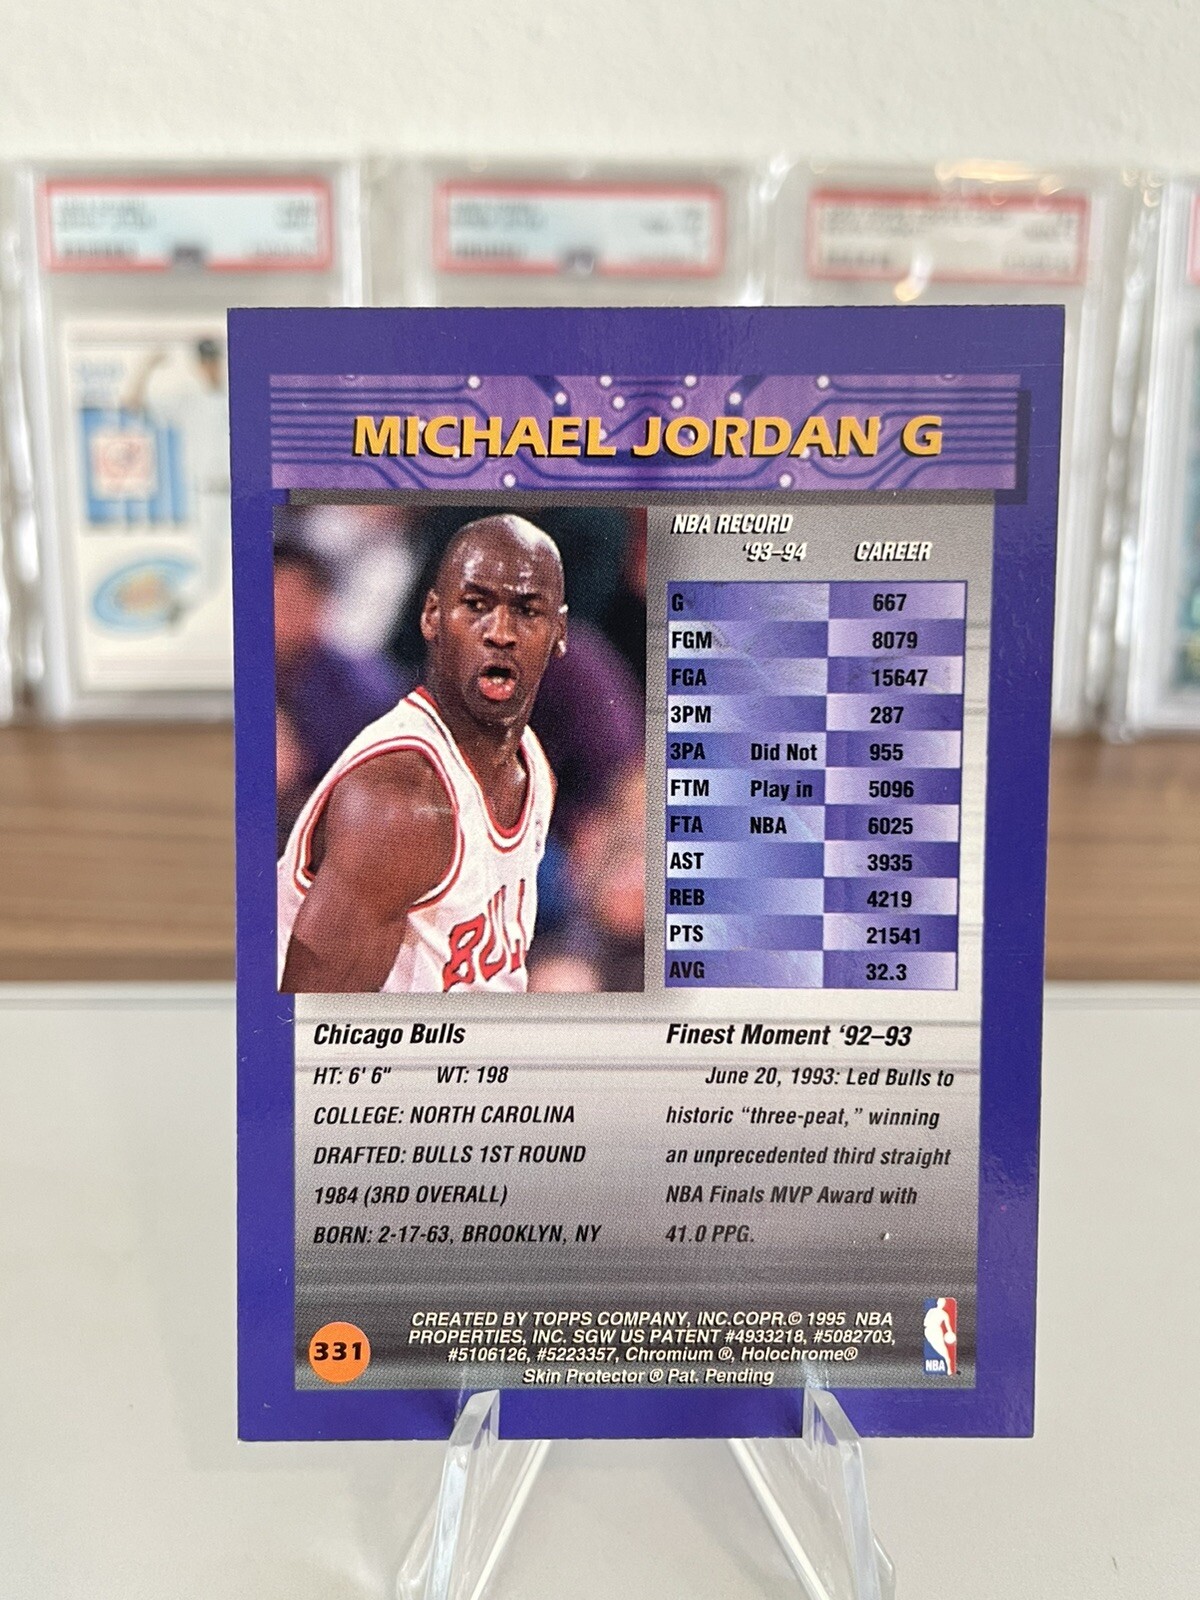 MICHAEL JORDAN G
NBA RECORD
'93–94 CAREER
G 667
FGM 8079
FGA 15647
3PM 287
3PA Did Not 955
FTM Play in 5096
FTA NBA 6025
AST 3935
REB 4219
PTS 21541
AVG 32.3
BULL
Chicago Bulls
HT: 6' 6" WT: 198
COLLEGE: NORTH CAROLINA
DRAFTED: BULLS 1ST ROUND
1984 (3RD OVERALL)
BORN: 2-17-63, BROOKLYN, NY
Finest Moment '92–93
June 20, 1993: Led Bulls to
historic "three-peat," winning
an unprecedented third straight
NBA Finals MVP Award with
41.0 PPG.
331
CREATED BY TOPPS COMPANY, INC.COPR.© 1995 NBA
PROPERTIES, INC. SGW US PATENT #4933218, #5082703,
#5106126, #5223357, Chromium ®, Holochrome®
Skin Protector ® Pat. Pending
NBA